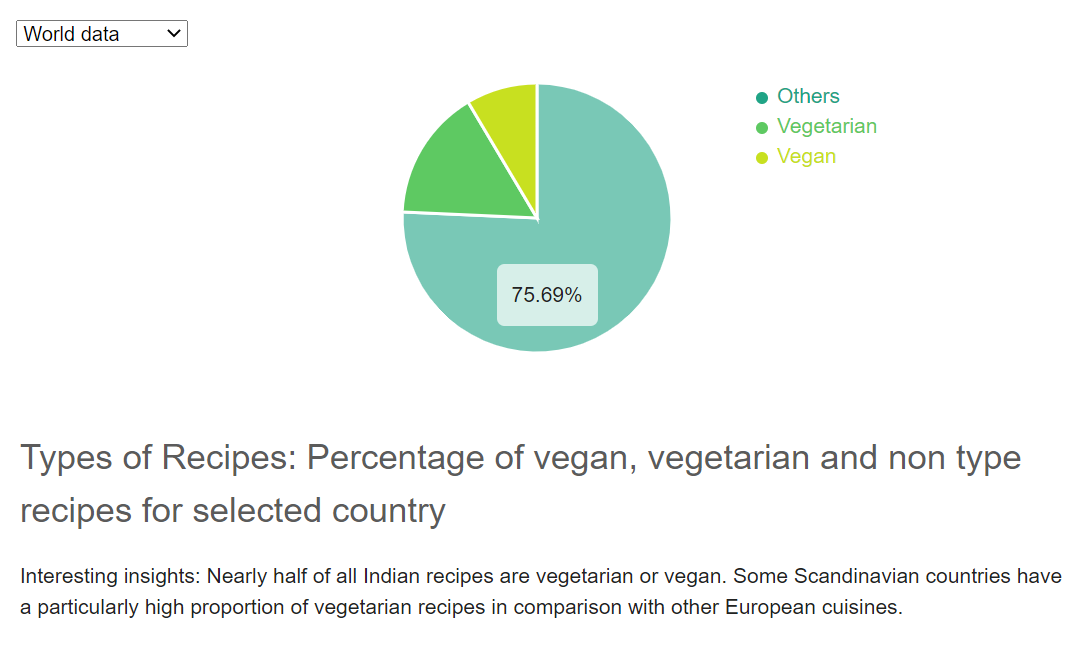 World data
Others
Vegetarian
Vegan
75.69%
Types of Recipes: Percentage of vegan, vegetarian and non type
recipes for selected country
Interesting insights: Nearly half of all Indian recipes are vegetarian or vegan. Some Scandinavian countries have
a particularly high proportion of vegetarian recipes in comparison with other European cuisines.